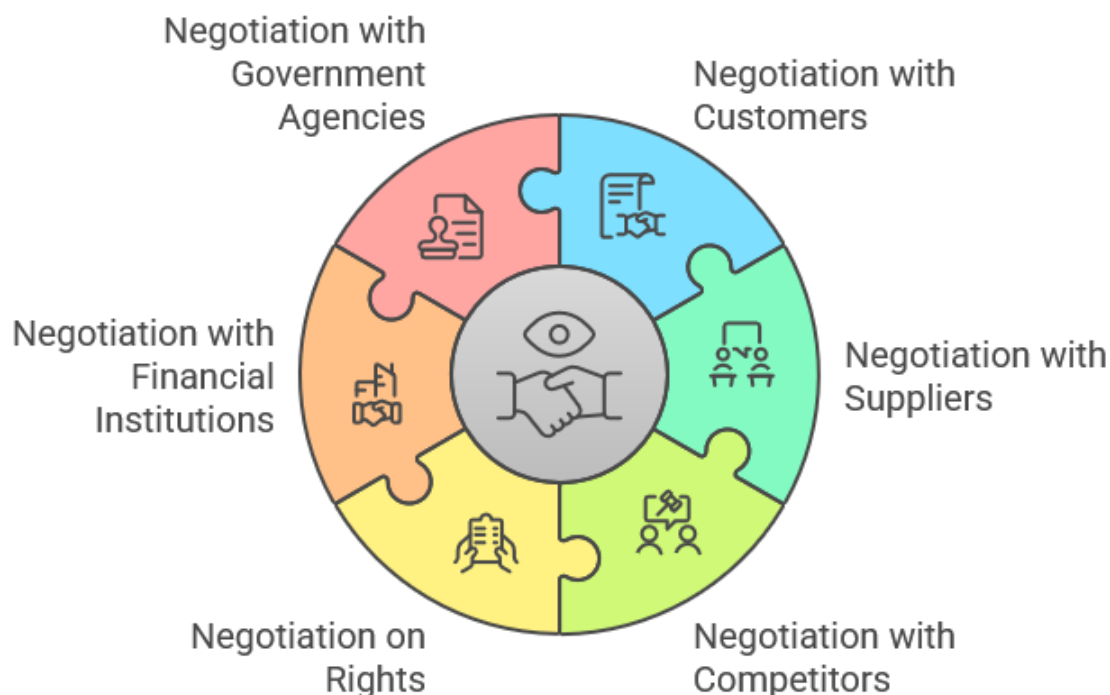 Negotiation with
Government
Agencies
Negotiation with
Customers
Negotiation with
Financial
Institutions
Negotiation with
Suppliers
Negotiation on
Rights
Negotiation with
Competitors